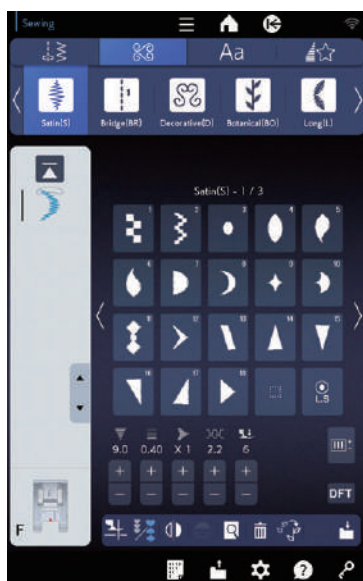 Sewing
Aa
1
Satin(S) Bridge(BR) Decorative(D) Botanical(BO) Long(L)
Satin(S) - 1 / 3
1 2 3 4 5
6 7 8 9 10
11 12 13 14 15
16 17 18
L.S
9.0 0.40 X 1 2.2 6
+ + + + +
− − − − −
DFT
F
?